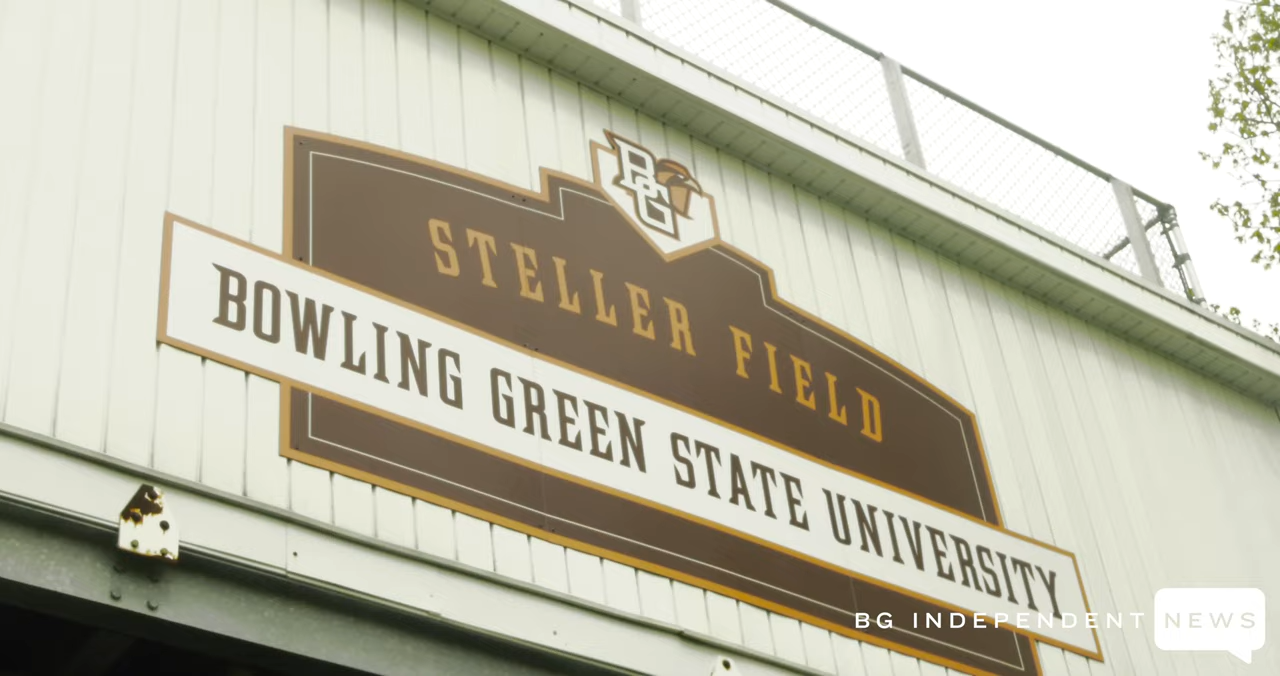 BG
STELLER FIELD
BOWLING GREEN STATE UNIVERSITY
BG INDEPENDENT NEWS